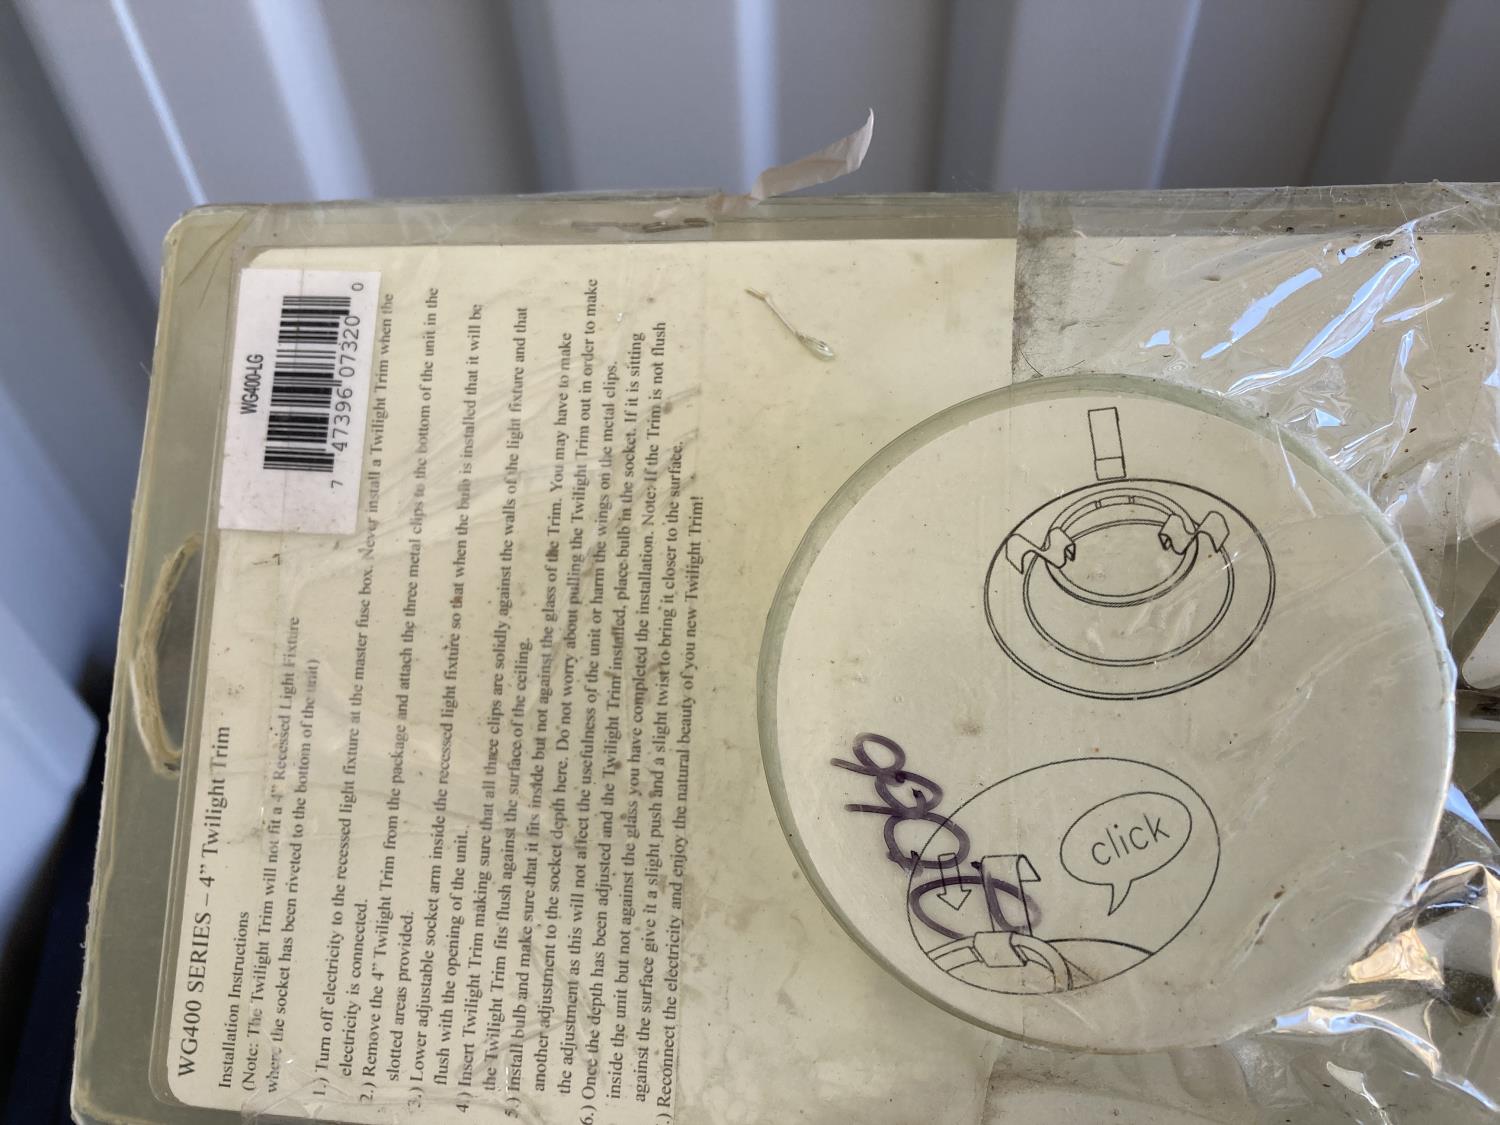 WG400 SERIES – 4” Twilight Trim
WG400-LG
7 47396 07320 0
Installation Instructions
(Note: The Twilight Trim will not fit a 4” Recessed Light Fixture
where the socket has been riveted to the bottom of the unit)
1.) Turn off electricity to the recessed light fixture at the master fuse box. Never install a Twilight Trim when the
electricity is connected.
2.) Remove the 4” Twilight Trim from the package and attach the three metal clips to the bottom of the unit in the
slotted areas provided.
3.) Lower adjustable socket arm inside the recessed light fixture so that when the bulb is installed that it will be
flush with the opening of the unit.
4.) Insert Twilight Trim making sure that all three clips are solidly against the walls of the light fixture and that
the Twilight Trim fits flush against the surface of the ceiling.
5.) Install bulb and make sure that it fits inside but not against the glass of the Trim. You may have to make
another adjustment to the socket depth here. Do not worry about pulling the Twilight Trim out in order to make
the adjustment as this will not affect the usefulness of the unit or harm the wings on the metal clips.
6.) Once the depth has been adjusted and the Twilight Trim installed, place bulb in the socket. If it is sitting
inside the unit but not against the glass you have completed the installation. Note: If the Trim is not flush
against the surface give it a slight push and a slight twist to bring it closer to the surface.
.) Reconnect the electricity and enjoy the natural beauty of you new Twilight Trim!
click